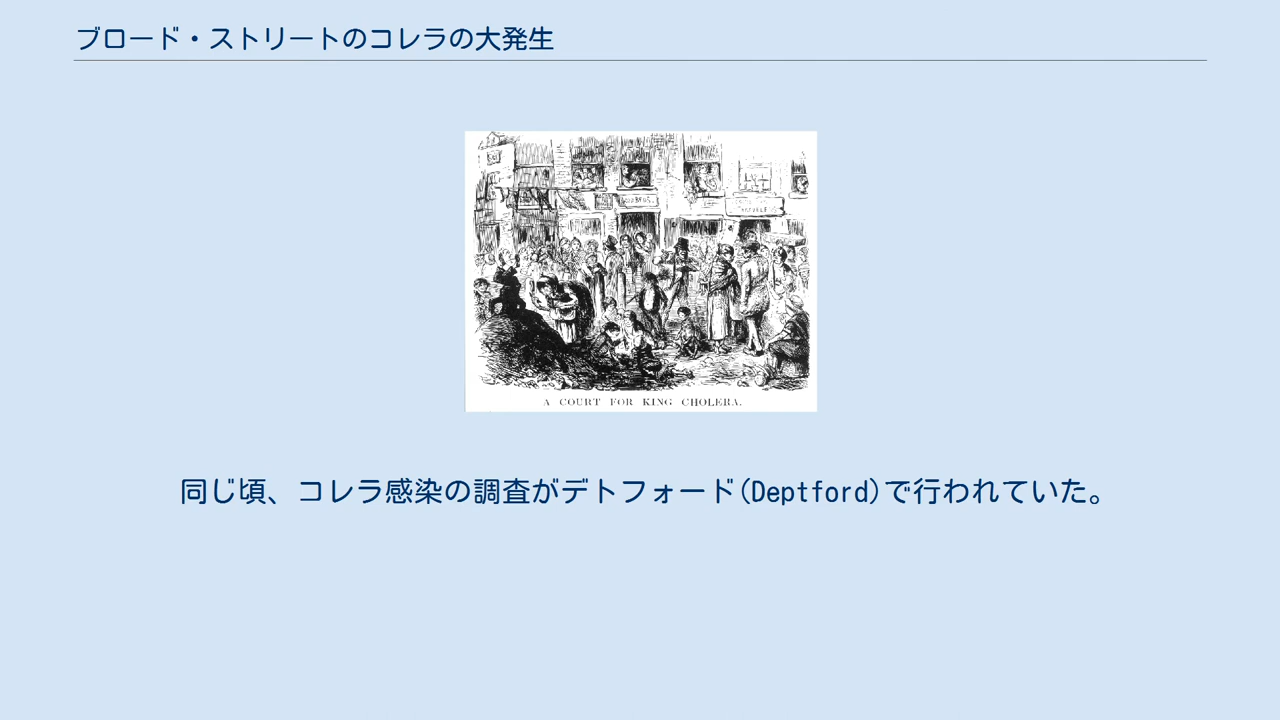 ブロード・ストリートのコレラの大発生
A COURT FOR KING CHOLERA.
同じ頃、コレラ感染の調査がデトフォード(Deptford)で行われていた。